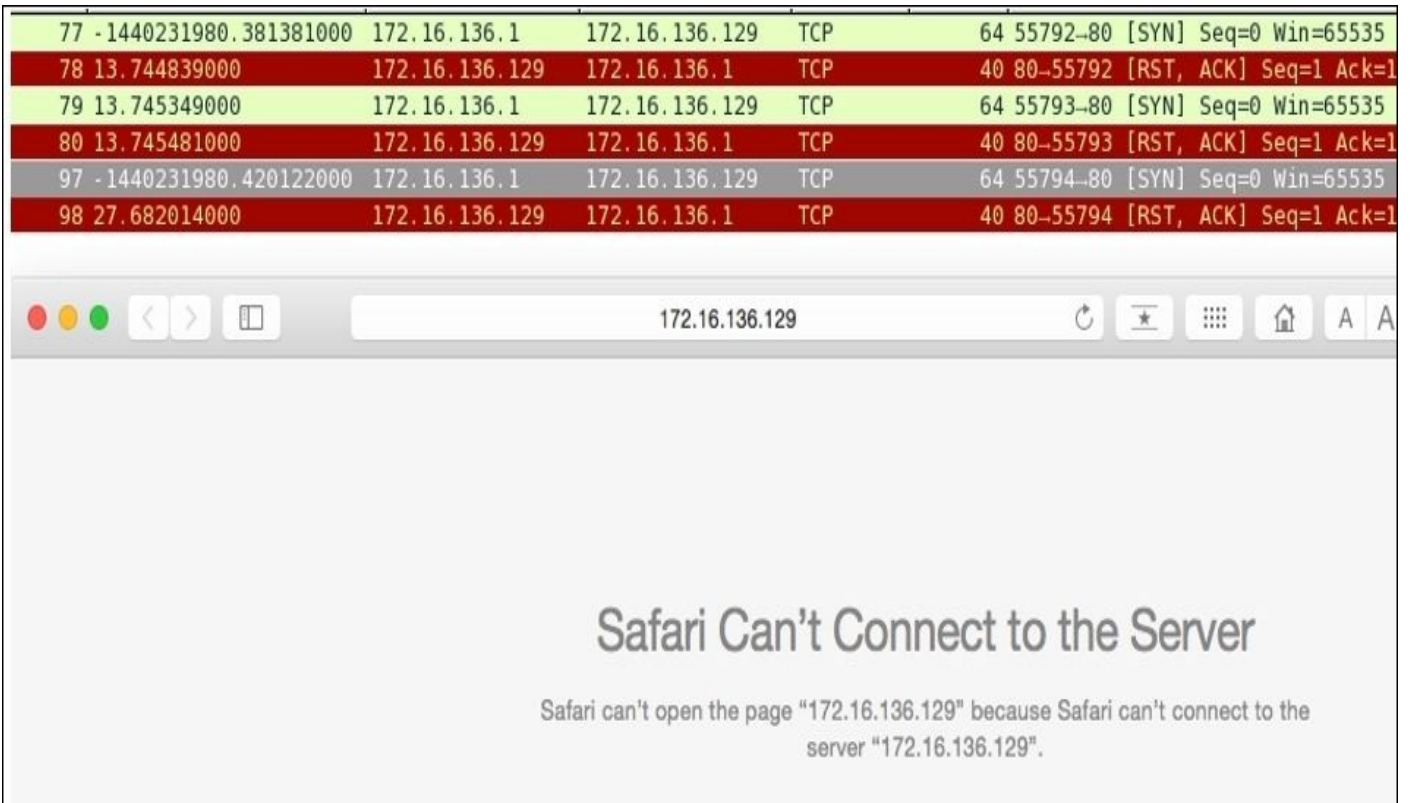 77 -1440231980.381381000 172.16.136.1 172.16.136.129 TCP 64 55792→80 [SYN] Seq=0 Win=65535
78 13.744839000 172.16.136.129 172.16.136.1 TCP 40 80→55792 [RST, ACK] Seq=1 Ack=1
79 13.745349000 172.16.136.1 172.16.136.129 TCP 64 55793→80 [SYN] Seq=0 Win=65535
80 13.745481000 172.16.136.129 172.16.136.1 TCP 40 80→55793 [RST, ACK] Seq=1 Ack=1
97 -1440231980.420122000 172.16.136.1 172.16.136.129 TCP 64 55794→80 [SYN] Seq=0 Win=65535
98 27.682014000 172.16.136.129 172.16.136.1 TCP 40 80→55794 [RST, ACK] Seq=1 Ack=1
172.16.136.129 A A
Safari Can't Connect to the Server
Safari can't open the page “172.16.136.129” because Safari can't connect to the
server “172.16.136.129”.